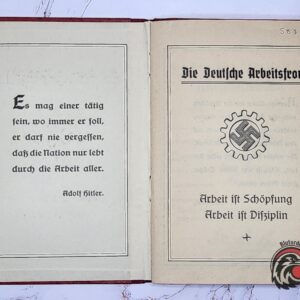 Es mag einer tätig
sein, wo immer er soll,
er darf nie vergessen,
daß die Nation nur lebt
durch die Arbeit aller.
Adolf Hitler.
Die Deutsche Arbeitsfron
Arbeit ist Schöpfung
Arbeit ist Disziplin